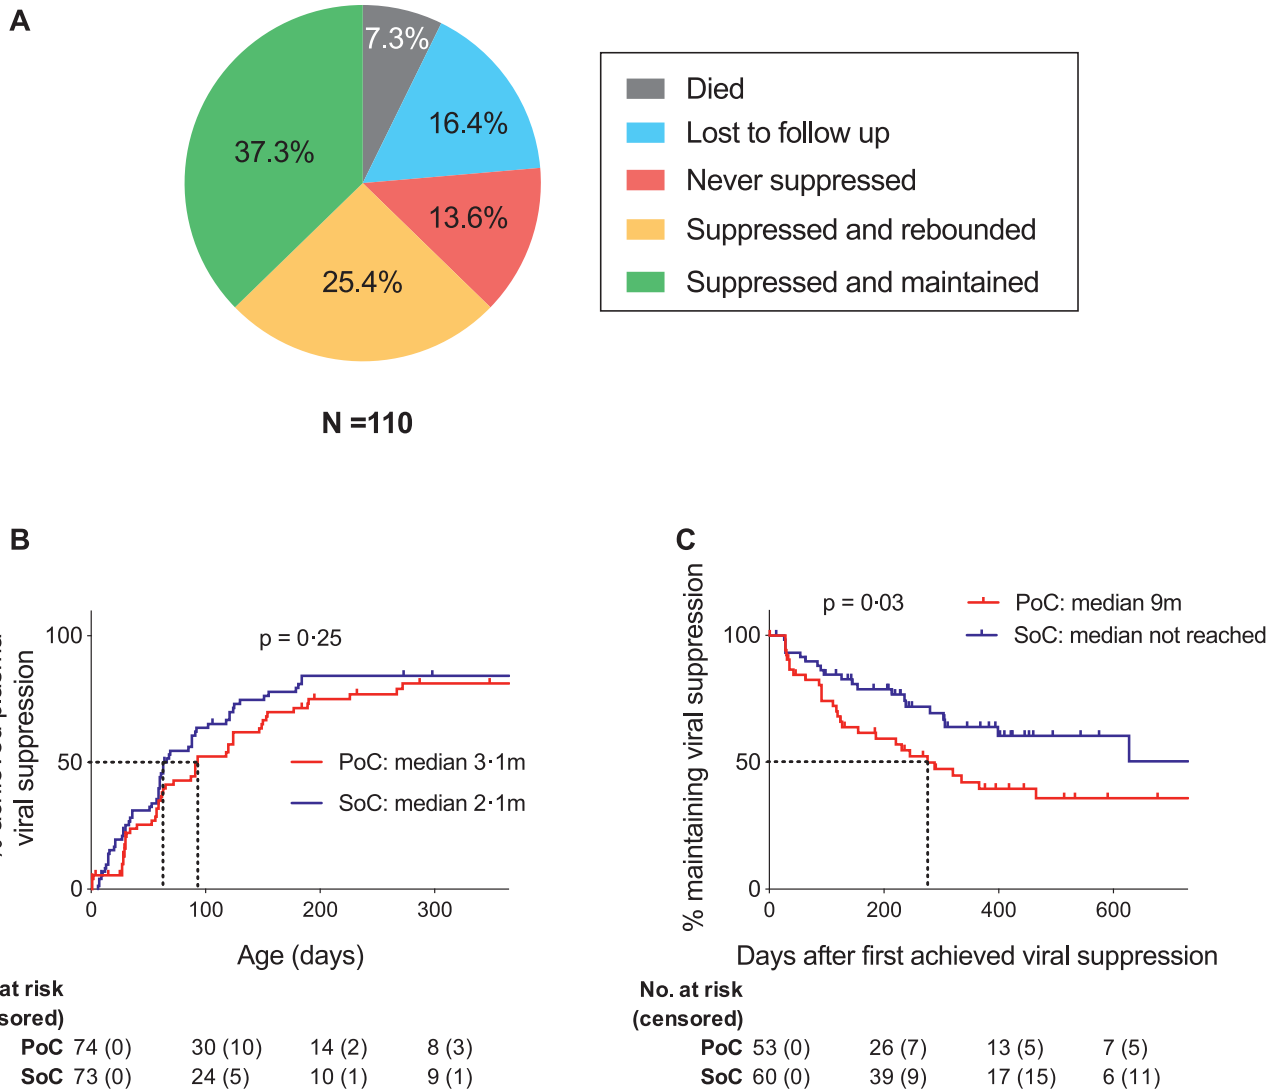 A
7.3%
16.4%
37.3%
13.6%
25.4%
Died
Lost to follow up
Never suppressed
Suppressed and rebounded
Suppressed and maintained
N =110
B
viral suppression
100
50
0
p = 0·25
PoC: median 3·1m
SoC: median 2·1m
0 100 200 300
Age (days)
at risk
PoC 74 (0) 30 (10) 14 (2) 8 (3)
SoC 73 (0) 24 (5) 10 (1) 9 (1)
C
% maintaining viral suppression
100
50
0
p = 0·03
PoC: median 9m
SoC: median not reached
0 200 400 600
Days after first achieved viral suppression
No. at risk
(censored)
PoC 53 (0) 26 (7) 13 (5) 7 (5)
SoC 60 (0) 39 (9) 17 (15) 6 (11)